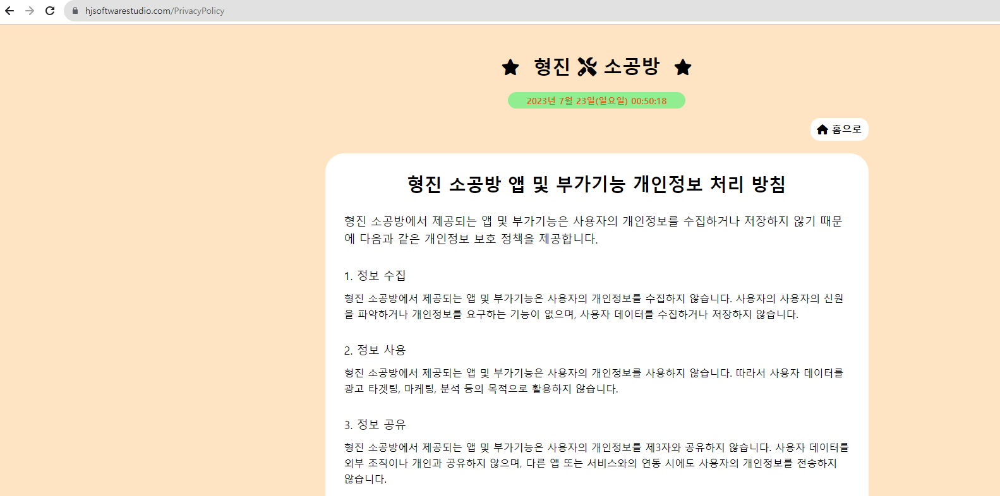 hjsoftwarestudio.com/PrivacyPolicy
형진 소공방
2023년 7월 23일(일요일) 00:50:18
홈으로
형진 소공방 앱 및 부가기능 개인정보 처리 방침
형진 소공방에서 제공되는 앱 및 부가기능은 사용자의 개인정보를 수집하거나 저장하지 않기 때문
에 다음과 같은 개인정보 보호 정책을 제공합니다.
1. 정보 수집
형진 소공방에서 제공되는 앱 및 부가기능은 사용자의 개인정보를 수집하지 않습니다. 사용자의 사용자의 신원
을 파악하거나 개인정보를 요구하는 기능이 없으며, 사용자 데이터를 수집하거나 저장하지 않습니다.
2. 정보 사용
형진 소공방에서 제공되는 앱 및 부가기능은 사용자의 개인정보를 사용하지 않습니다. 따라서 사용자 데이터를
광고 타겟팅, 마케팅, 분석 등의 목적으로 활용하지 않습니다.
3. 정보 공유
형진 소공방에서 제공되는 앱 및 부가기능은 사용자의 개인정보를 제3자와 공유하지 않습니다. 사용자 데이터를
외부 조직이나 개인과 공유하지 않으며, 다른 앱 또는 서비스와의 연동 시에도 사용자의 개인정보를 전송하지
않습니다.